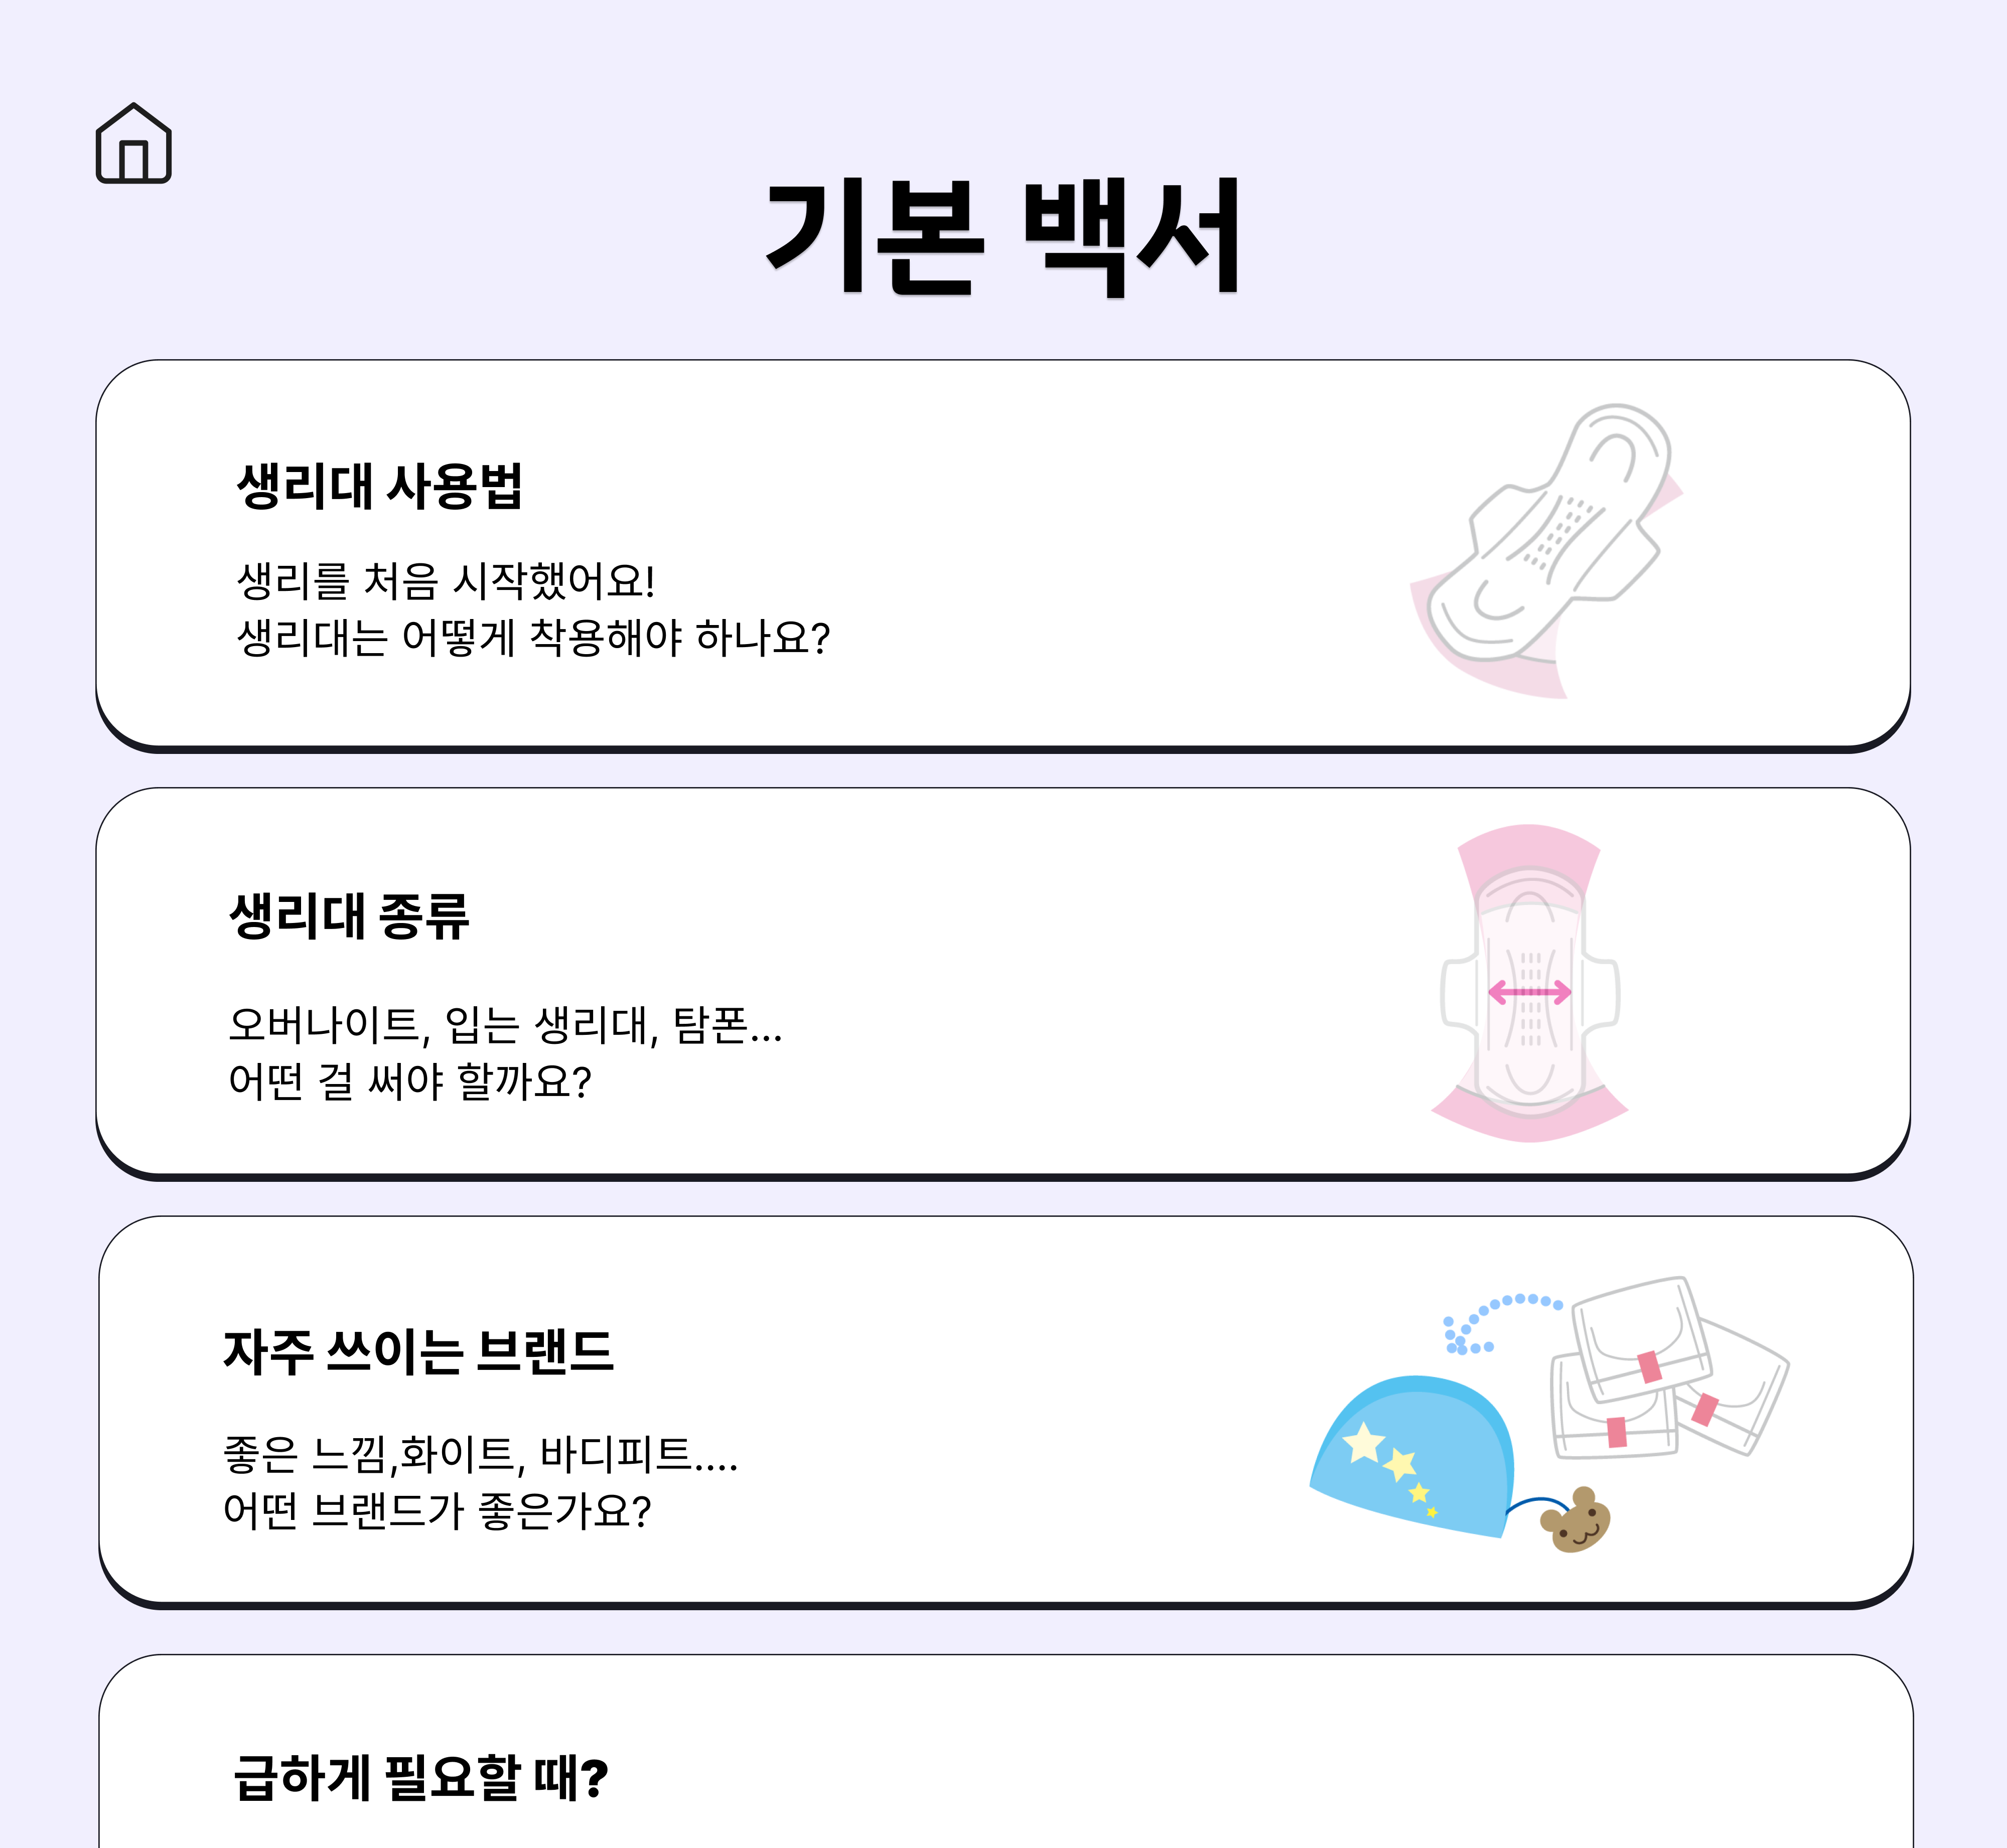 기본 백서
생리대 사용법
생리를 처음 시작했어요!
생리대는 어떻게 착용해야 하나요?
생리대 종류
오버나이트, 입는 생리대, 탐폰...
어떤 걸 써야 할까요?
자주 쓰이는 브랜드
좋은 느낌,화이트, 바디피트....
어떤 브랜드가 좋은가요?
급하게 필요할 때?